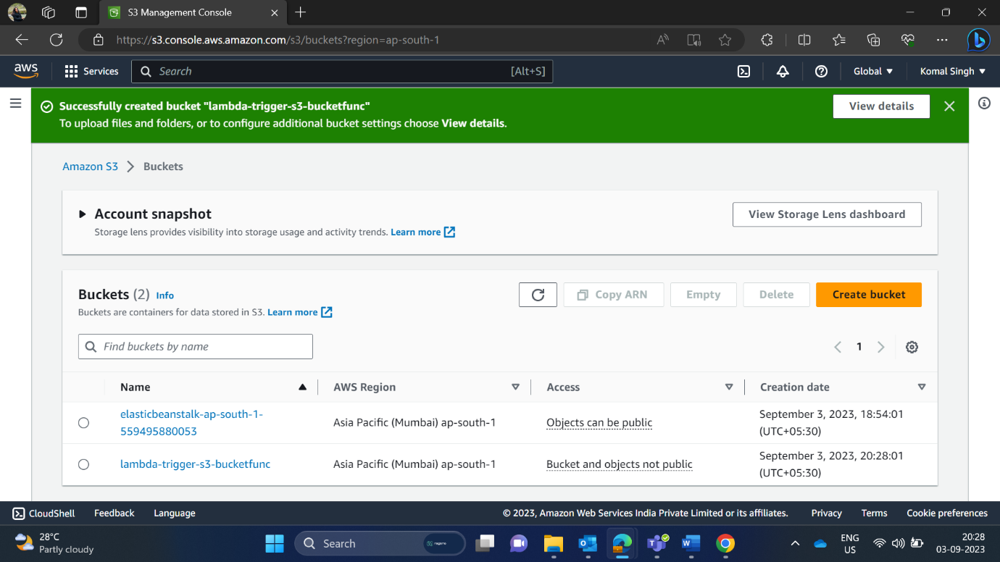 S3 Management Console
https://s3.console.aws.amazon.com/s3/buckets?region=ap-south-1
aws
Services
Search
[Alt+S]
Global
Komal Singh
Successfully created bucket "lambda-trigger-s3-bucketfunc"
To upload files and folders, or to configure additional bucket settings choose View details.
View details
Amazon S3 > Buckets
Account snapshot
Storage lens provides visibility into storage usage and activity trends. Learn more
View Storage Lens dashboard
Buckets (2) Info
Buckets are containers for data stored in S3. Learn more
Copy ARN
Empty
Delete
Create bucket
Find buckets by name
1
Name
AWS Region
Access
Creation date
elasticbeanstalk-ap-south-1-
559495880053
Asia Pacific (Mumbai) ap-south-1
Objects can be public
September 3, 2023, 18:54:01
(UTC+05:30)
lambda-trigger-s3-bucketfunc
Asia Pacific (Mumbai) ap-south-1
Bucket and objects not public
September 3, 2023, 20:28:01
(UTC+05:30)
CloudShell
Feedback
Language
© 2023, Amazon Web Services India Private Limited or its affiliates.
Privacy
Terms
Cookie preferences
28°C
Partly cloudy
Search
ENG
US
20:28
03-09-2023